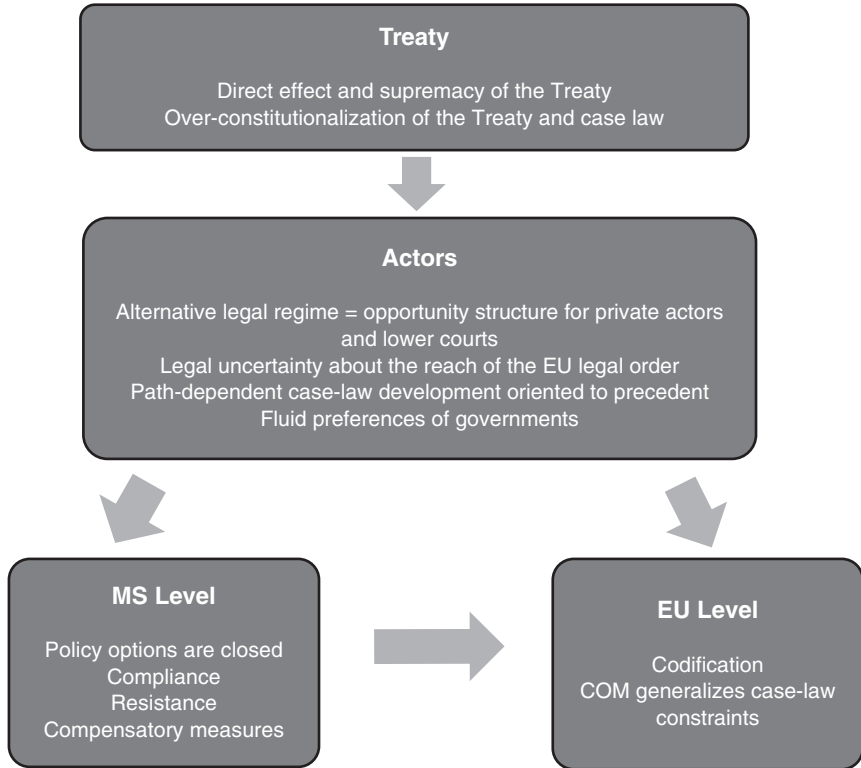 Treaty
Direct effect and supremacy of the Treaty
Over-constitutionalization of the Treaty and case law
Actors
Alternative legal regime = opportunity structure for private actors
and lower courts
Legal uncertainty about the reach of the EU legal order
Path-dependent case-law development oriented to precedent
Fluid preferences of governments
MS Level
Policy options are closed
Compliance
Resistance
Compensatory measures
EU Level
Codification
COM generalizes case-law
constraints